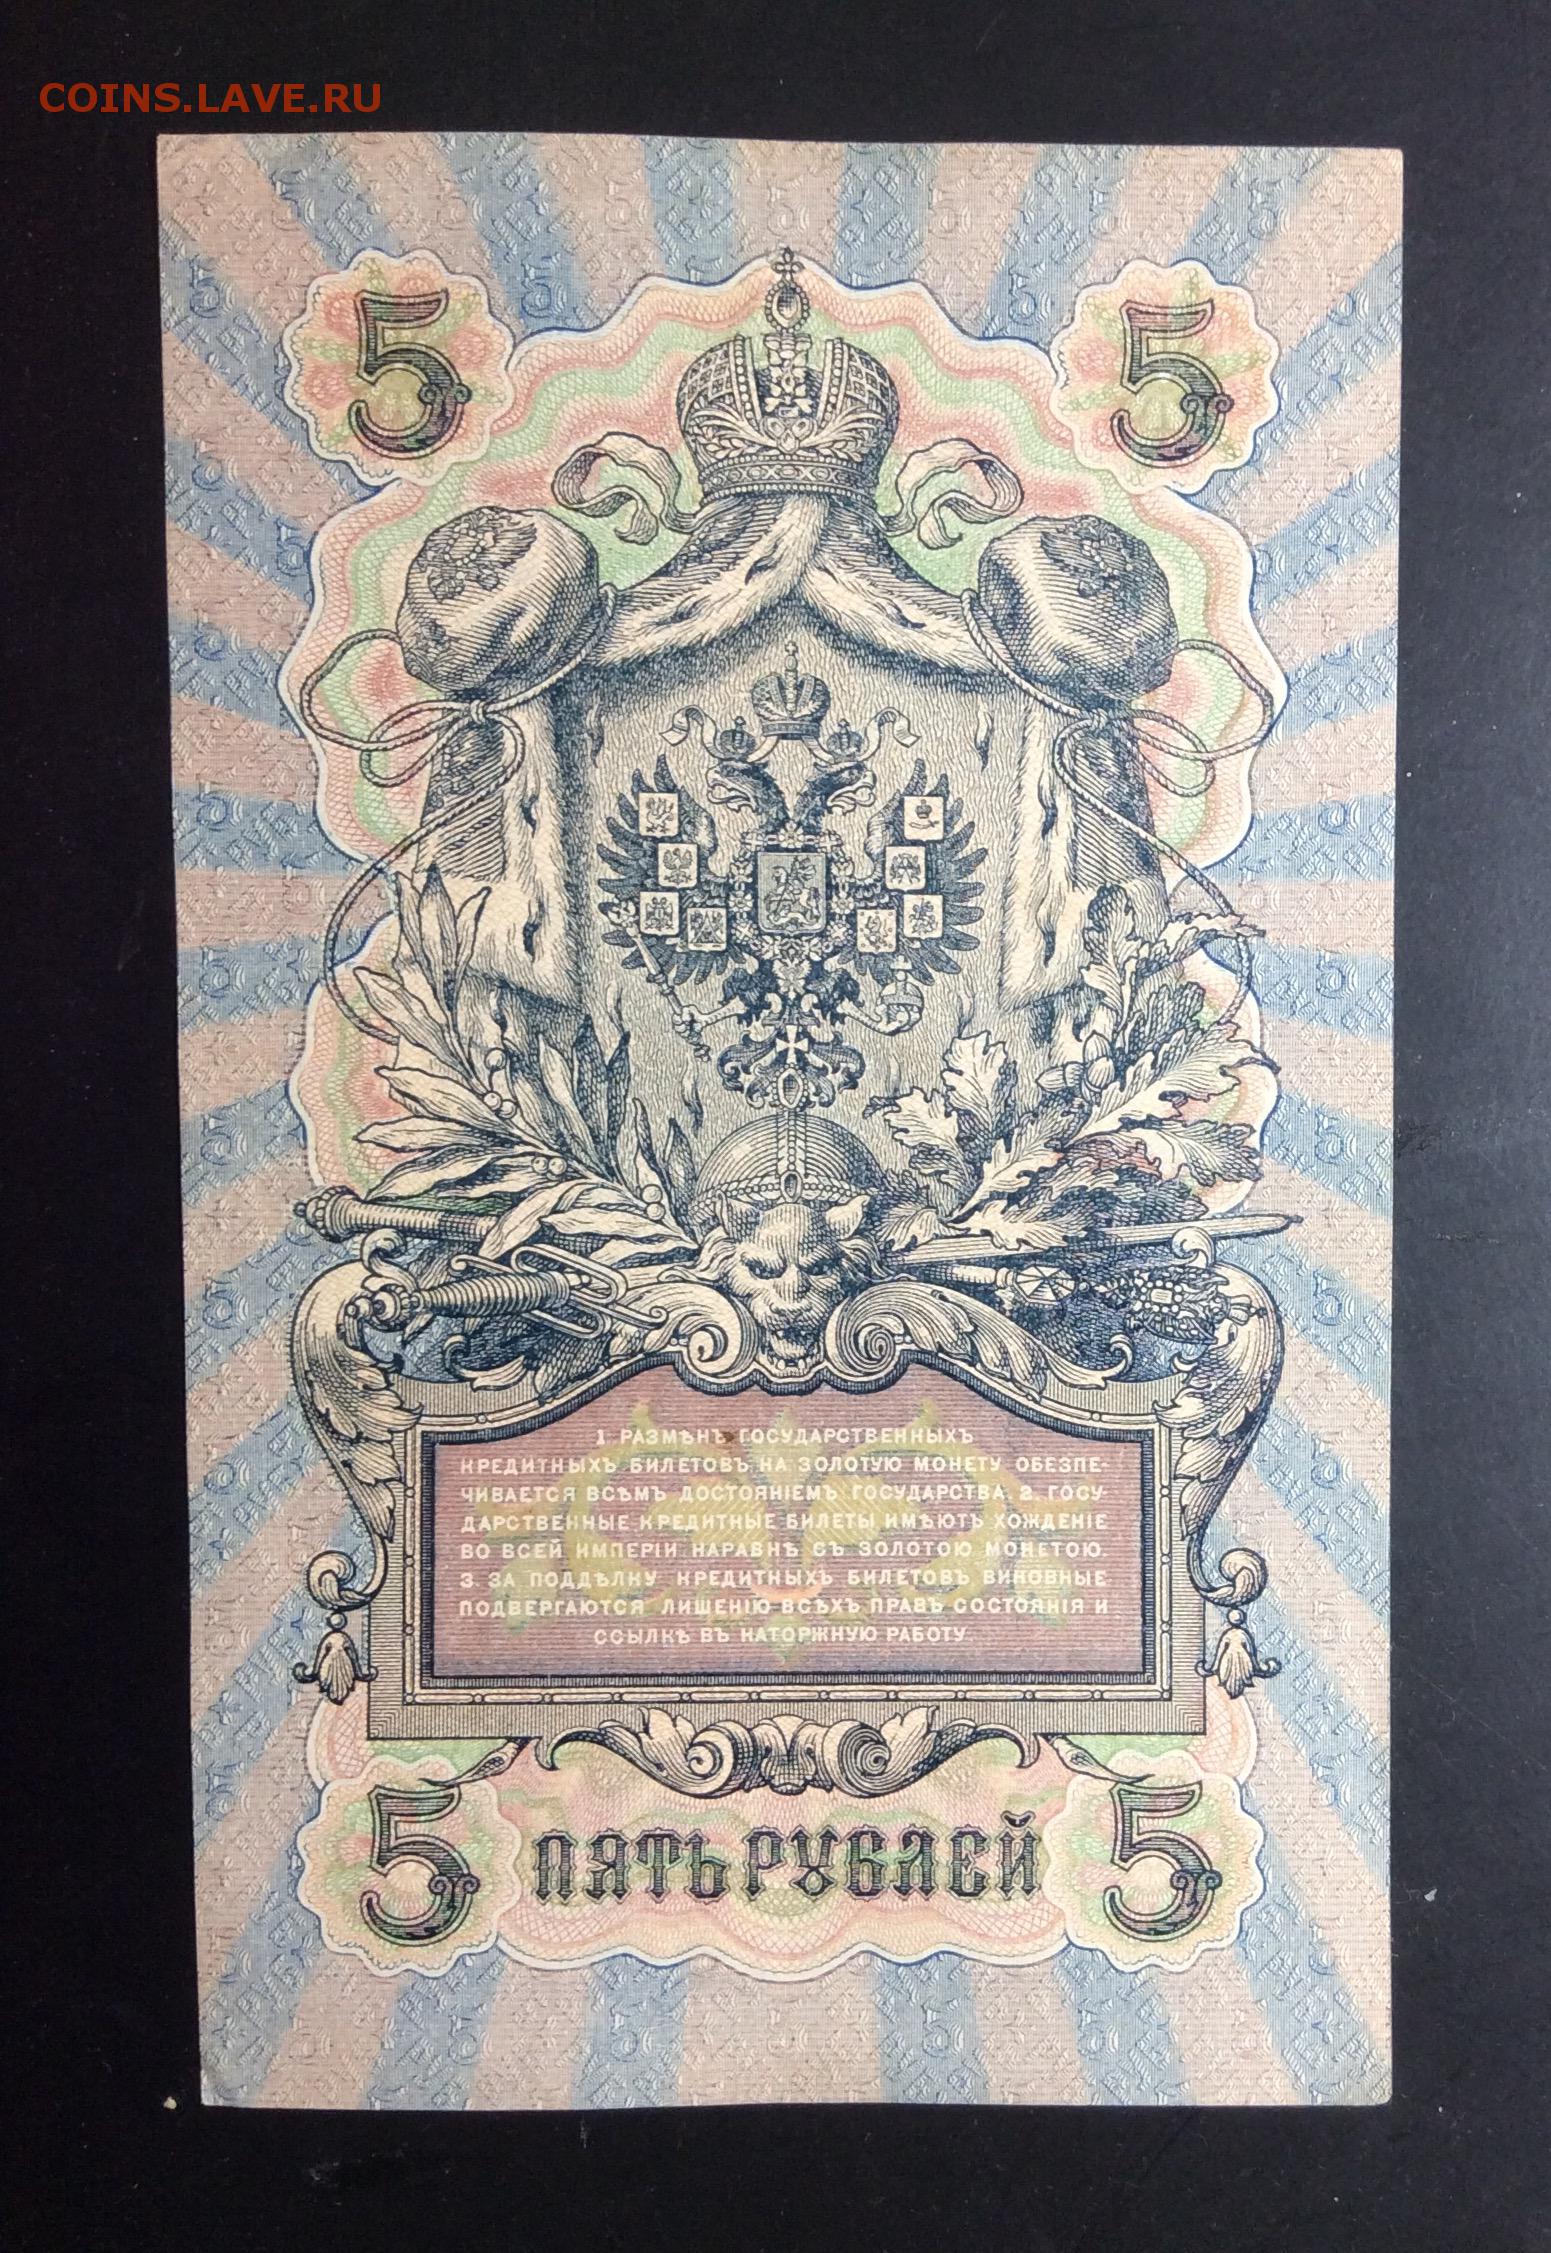 COINS.LAVE.RU
5 5
1 РАЗМѢНЪ ГОСУДАРСТВЕННЫХЪ
КРЕДИТНЫХЪ БИЛЕТОВЪ НА ЗОЛОТУЮ МОНЕТУ ОБЕЗПЕ-
ЧИВАЕТСЯ ВСѢМЪ ДОСТОЯНІЕМЪ ГОСУДАРСТВА. 2. ГОСУ-
ДАРСТВЕННЫЕ КРЕДИТНЫЕ БИЛЕТЫ ИМѢЮТЪ ХОЖДЕНІЕ
ВО ВСЕЙ ИМПЕРІИ НАРАВНѢ СЪ ЗОЛОТОЮ МОНЕТОЮ.
3. ЗА ПОДДѢЛКУ КРЕДИТНЫХЪ БИЛЕТОВЪ ВИНОВНЫЕ
ПОДВЕРГАЮТСЯ ЛИШЕНІЮ ВСѢХЪ ПРАВЪ СОСТОЯНІЯ И
ССЫЛКѢ ВЪ КАТОРЖНУЮ РАБОТУ.
5 ПЯТЬ РУБЛЕЙ 5